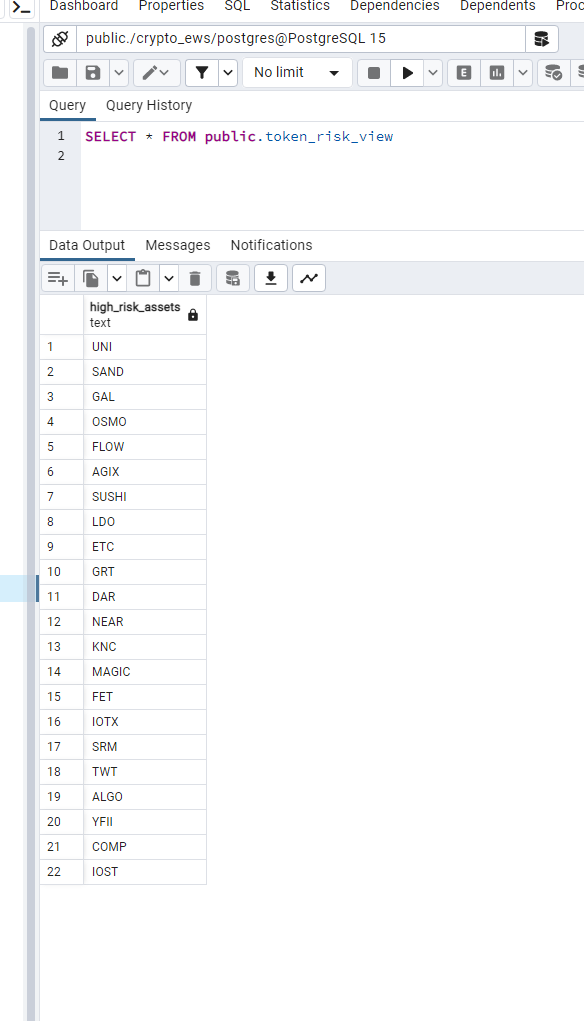 Dashboard Properties SQL Statistics Dependencies Dependents Proc
public./crypto_ews/postgres@PostgreSQL 15
No limit
E
Query Query History
1 SELECT * FROM public.token_risk_view
2
Data Output Messages Notifications
high_risk_assets
text
1 UNI
2 SAND
3 GAL
4 OSMO
5 FLOW
6 AGIX
7 SUSHI
8 LDO
9 ETC
10 GRT
11 DAR
12 NEAR
13 KNC
14 MAGIC
15 FET
16 IOTX
17 SRM
18 TWT
19 ALGO
20 YFII
21 COMP
22 IOST